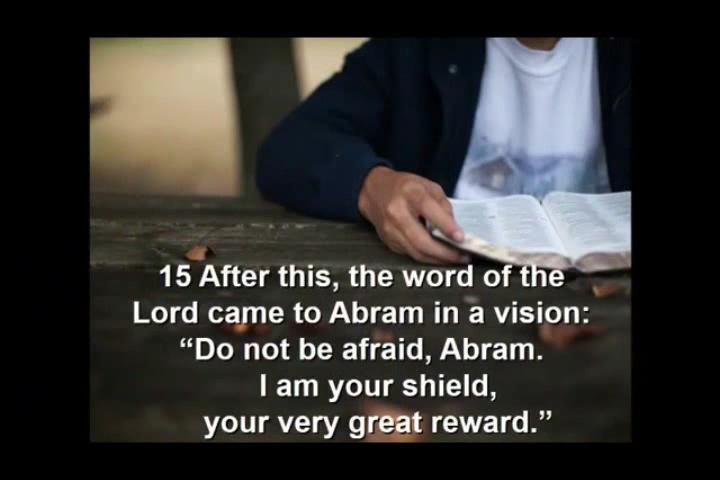 15 After this, the word of the
Lord came to Abram in a vision:
“Do not be afraid, Abram.
I am your shield,
your very great reward.”